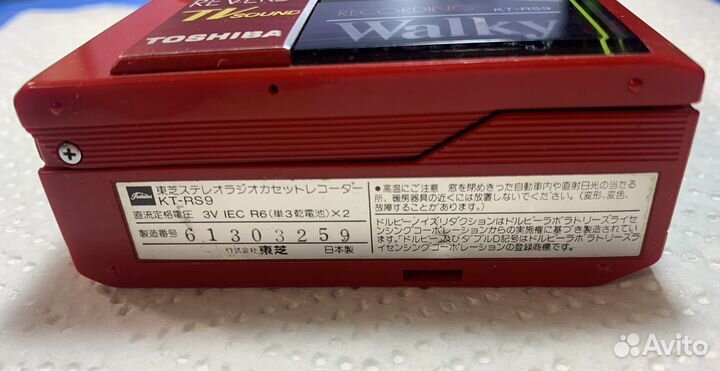 REVERS
TV SOUND
TOSHIBA
RECORDING KT-RS9
Walky
Toshiba
東芝ステレオラジオカセットレコーダー
KT-RS9
直流定格電圧 3V IEC R6(単3乾電池)×2
製造番号 61303259
株式会社 東芝 日本製
●高温にご注意 窓を閉めきった自動車内や直射日光の当たる
所、暖房器具の近くには放置しないでください。(変形、変色、
故障することがあります。)
ドルビーノイズリダクションはドルビーラボラトリーズライセ
ンシングコーポレーションからの実施権に基づき製造されてい
ます。ドルビー及びダブルD記号はドルビーラボラトリーズラ
イセンシングコーポレーションの登録商標です。
Avito